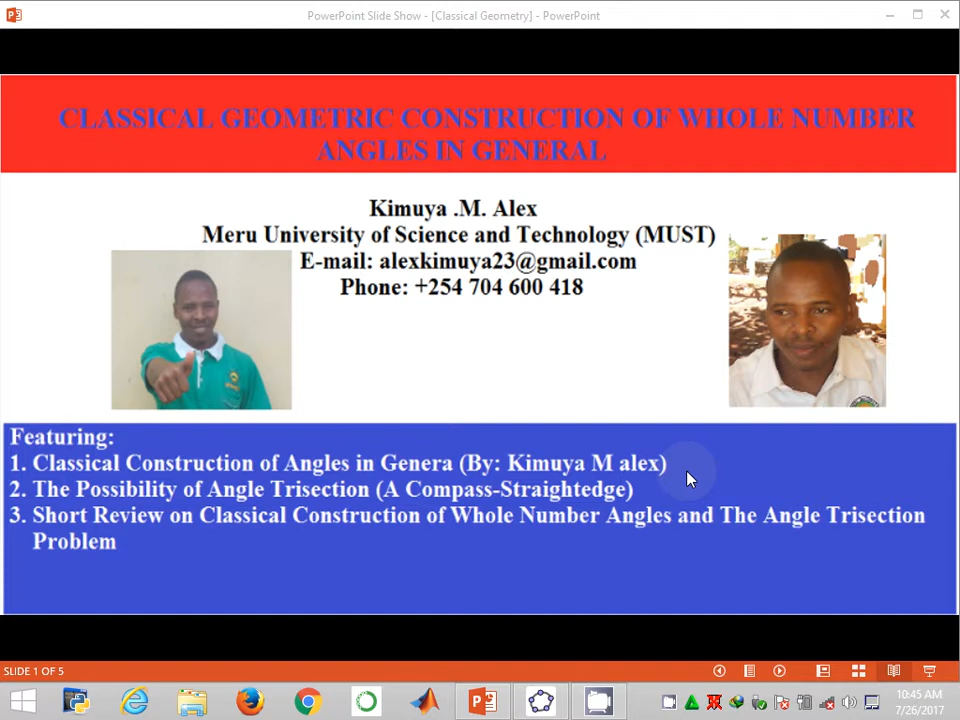 PowerPoint Slide Show - [Classical Geometry] - PowerPoint
CLASSICAL GEOMETRIC CONSTRUCTION OF WHOLE NUMBER
ANGLES IN GENERAL
Kimuya .M. Alex
Meru University of Science and Technology (MUST)
E-mail: alexkimuya23@gmail.com
Phone: +254 704 600 418
Featuring:
1. Classical Construction of Angles in Genera (By: Kimuya M alex)
2. The Possibility of Angle Trisection (A Compass-Straightedge)
3. Short Review on Classical Construction of Whole Number Angles and The Angle Trisection
Problem
SLIDE 1 OF 5
10:45 AM
7/26/2017